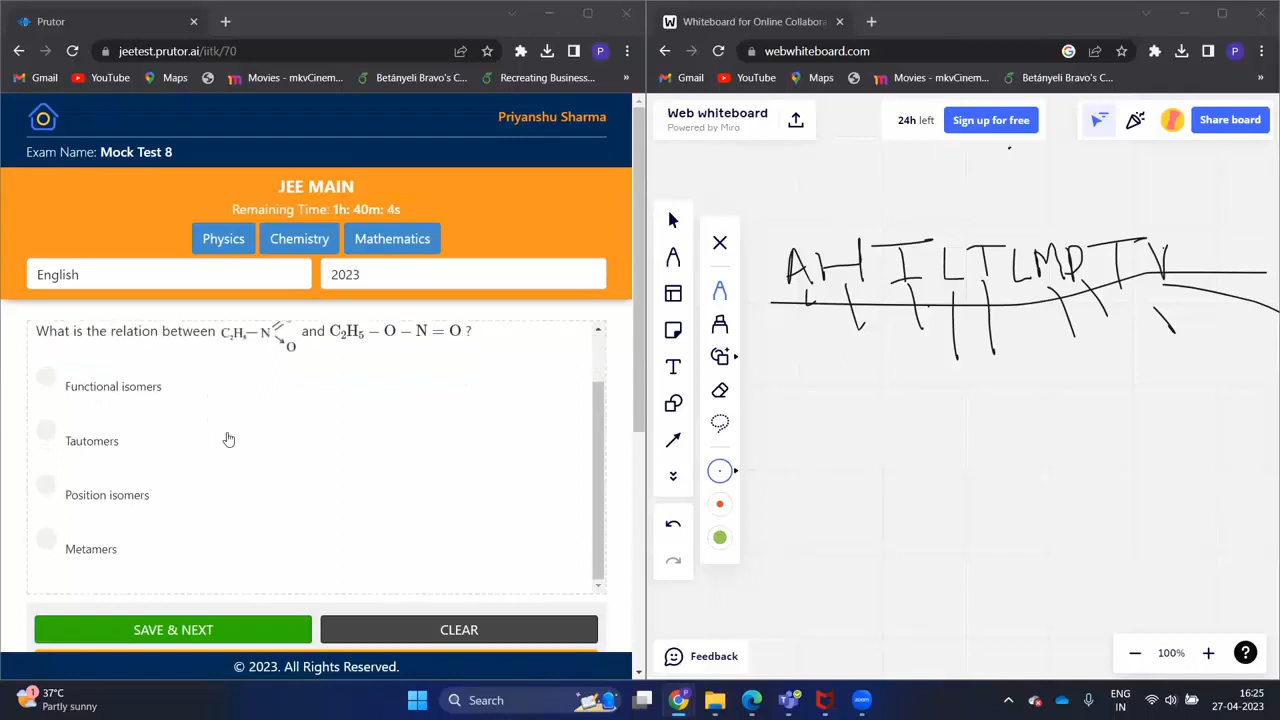 Prutor
Whiteboard for Online Collabora
jeetest.prutor.ai/iitk/70
P
webwhiteboard.com
P
Gmail
YouTube
Maps
Movies - mkvCinem...
Betányeli Bravo's C...
Recreating Business...
»
Gmail
YouTube
Maps
Movies - mkvCinem...
Betányeli Bravo's C...
»
Priyanshu Sharma
Exam Name: Mock Test 8
JEE MAIN
Remaining Time: 1h: 40m: 4s
Physics
Chemistry
Mathematics
English
2023
What is the relation between C₂H₅—N O and C₂H₅ − O − N = O ?
Functional isomers
Tautomers
Position isomers
Metamers
SAVE & NEXT
CLEAR
© 2023. All Rights Reserved.
Web whiteboard
Powered by Miro
24h left
Sign up for free
Share board
A H I L T L M P T V
Feedback
100%
?
1
37°C
Partly sunny
Search
zoom
ENG
IN
16:25
27-04-2023